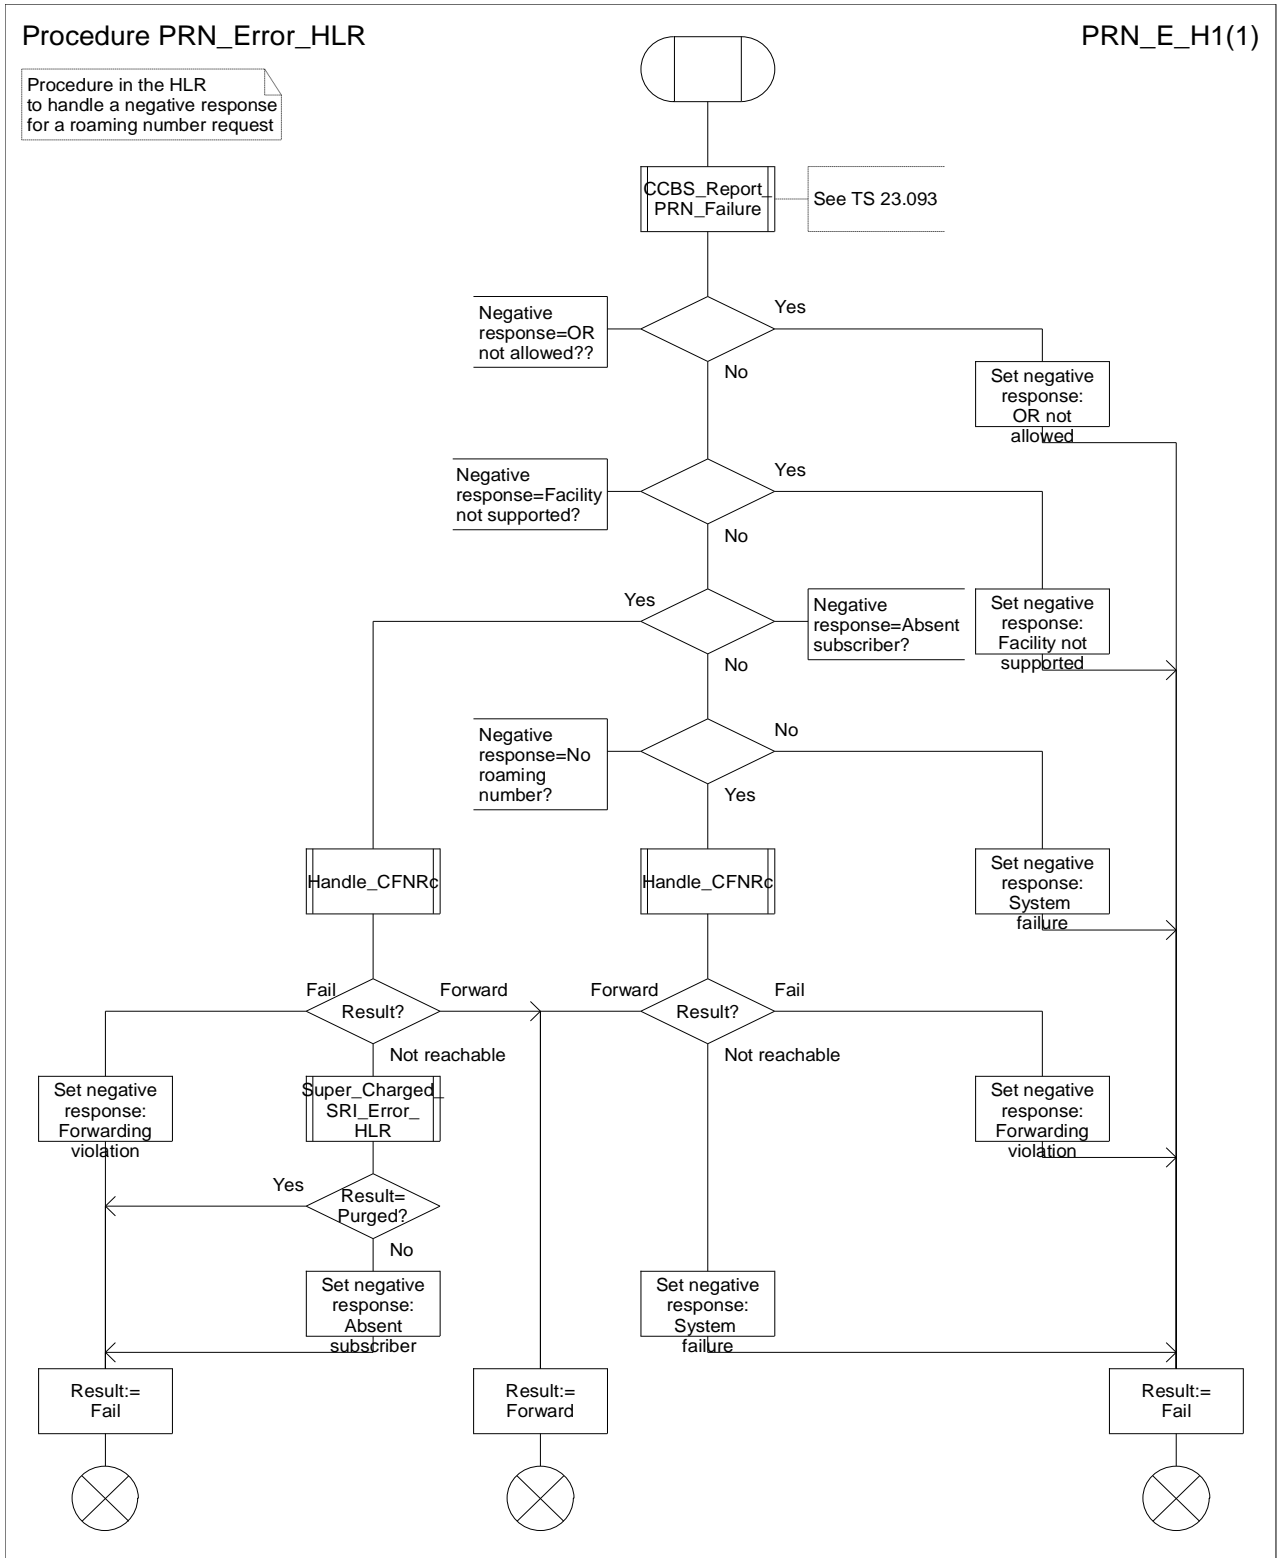 Procedure PRN_Error_HLR
PRN_E_H1(1)
Procedure in the HLR
to handle a negative response
for a roaming number request
CCBS_Report_
PRN_Failure
See TS 23.093
Negative
response=OR
not allowed??
Yes
No
Set negative
response:
OR not
allowed
Negative
response=Facility
not supported?
Yes
No
Yes
Negative
response=Absent
subscriber?
No
Set negative
response:
Facility not
supported
Negative
response=No
roaming
number?
No
Yes
Handle_CFNRc
Handle_CFNRc
Set negative
response:
System
failure
Fail
Result?
Forward
Not reachable
Forward
Result?
Fail
Not reachable
Set negative
response:
Forwarding
violation
Super_Charged_
SRI_Error_
HLR
Set negative
response:
Forwarding
violation
Yes
Result=
Purged?
No
Set negative
response:
Absent
subscriber
Set negative
response:
System
failure
Result:=
Fail
Result:=
Forward
Result:=
Fail